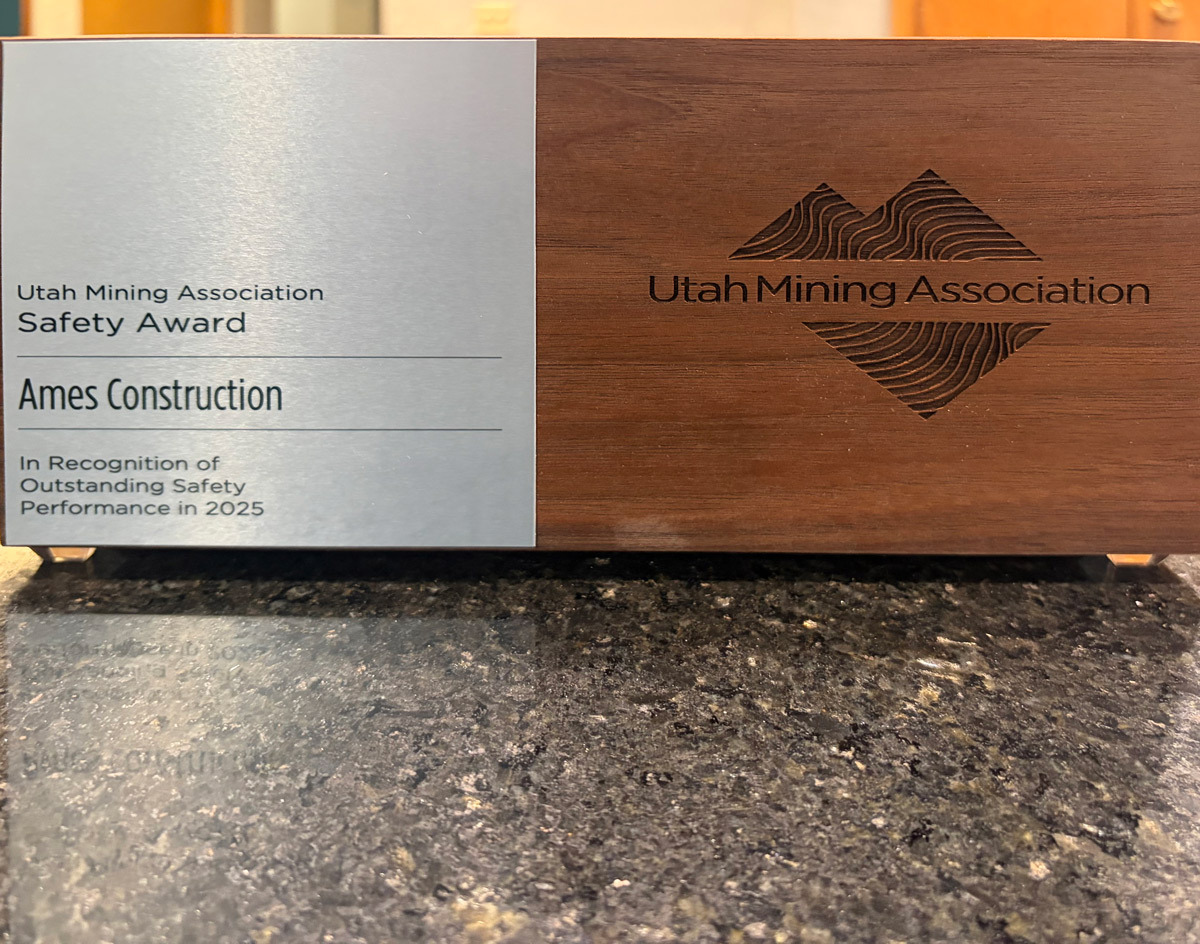 Utah Mining Association
Safety Award
Ames Construction
In Recognition of
Outstanding Safety
Performance in 2025
Utah Mining Association